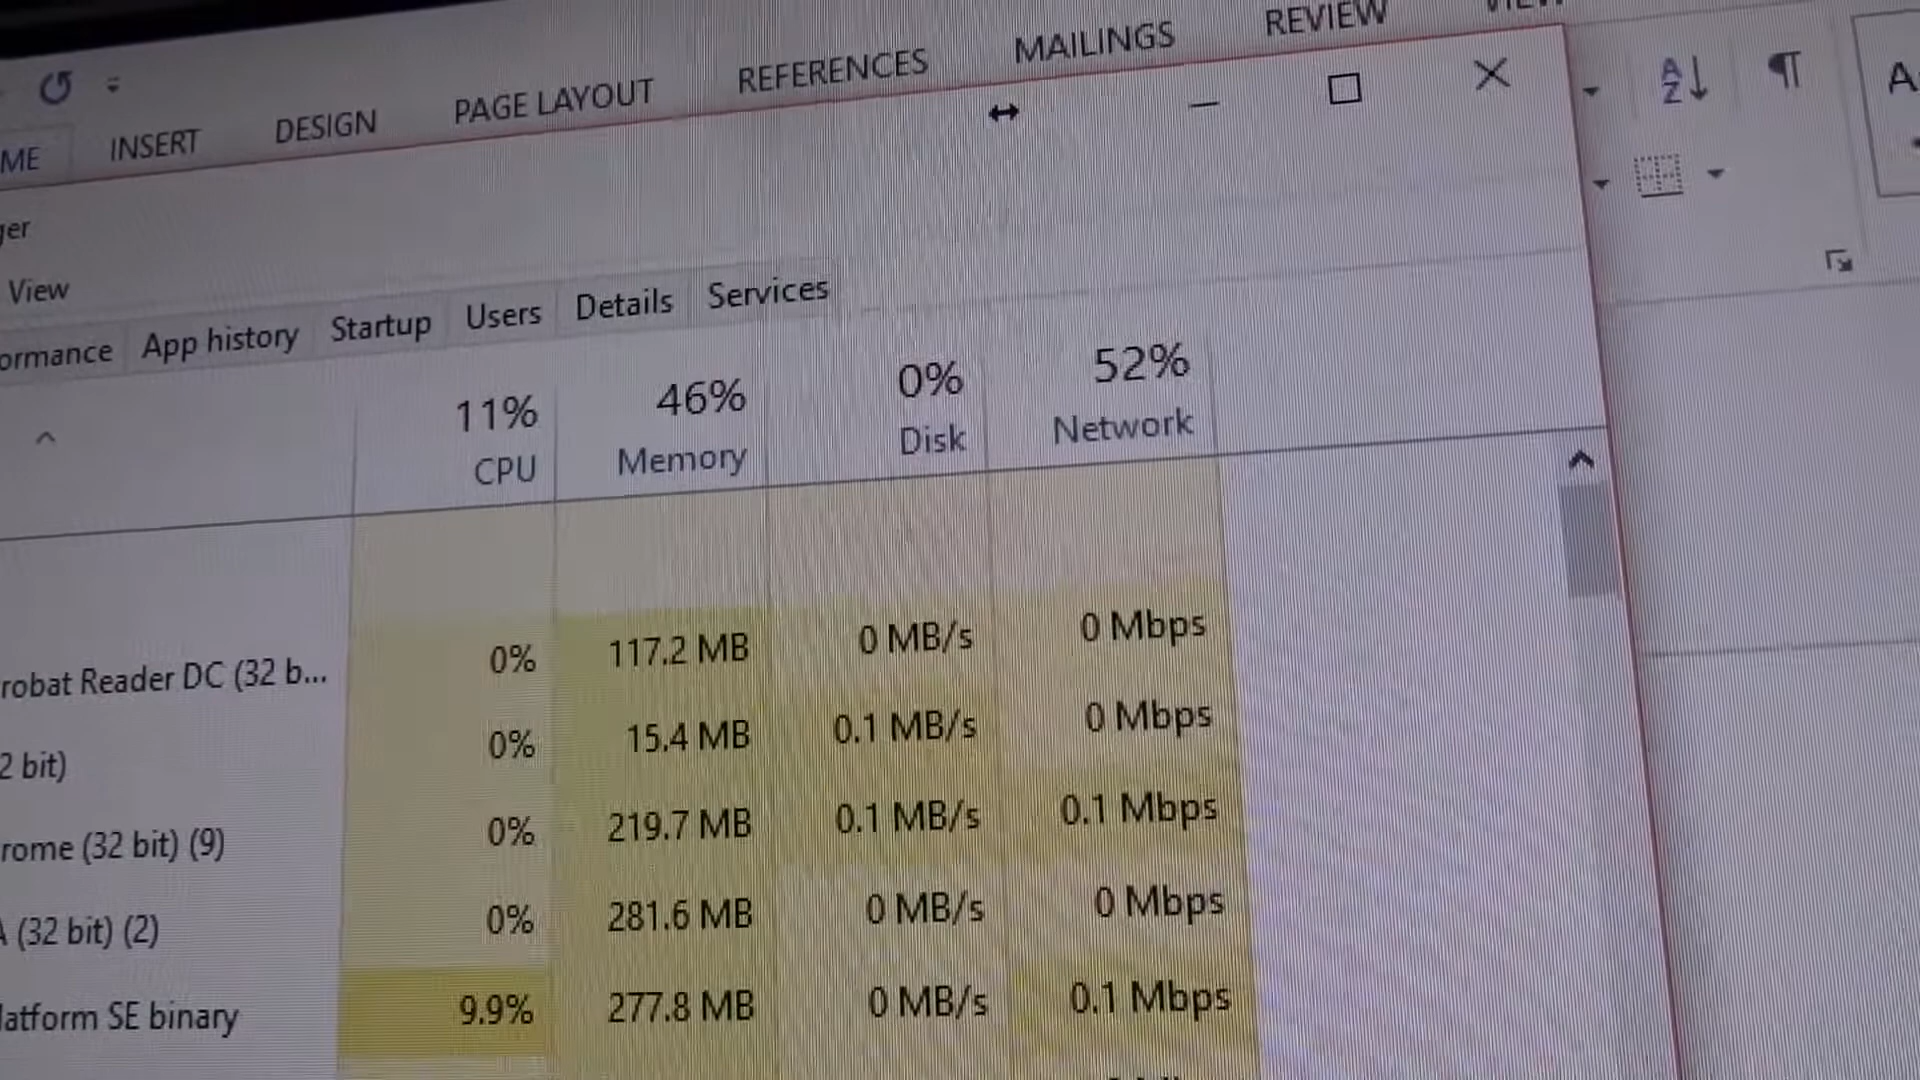 ME INSERT DESIGN PAGE LAYOUT REFERENCES MAILINGS REVIEW
ger
View
ormance App history Startup Users Details Services
11% 46% 0% 52%
CPU Memory Disk Network
robat Reader DC (32 b... 0% 117.2 MB 0 MB/s 0 Mbps
2 bit) 0% 15.4 MB 0.1 MB/s 0 Mbps
rome (32 bit) (9) 0% 219.7 MB 0.1 MB/s 0.1 Mbps
A (32 bit) (2) 0% 281.6 MB 0 MB/s 0 Mbps
latform SE binary 9.9% 277.8 MB 0 MB/s 0.1 Mbps